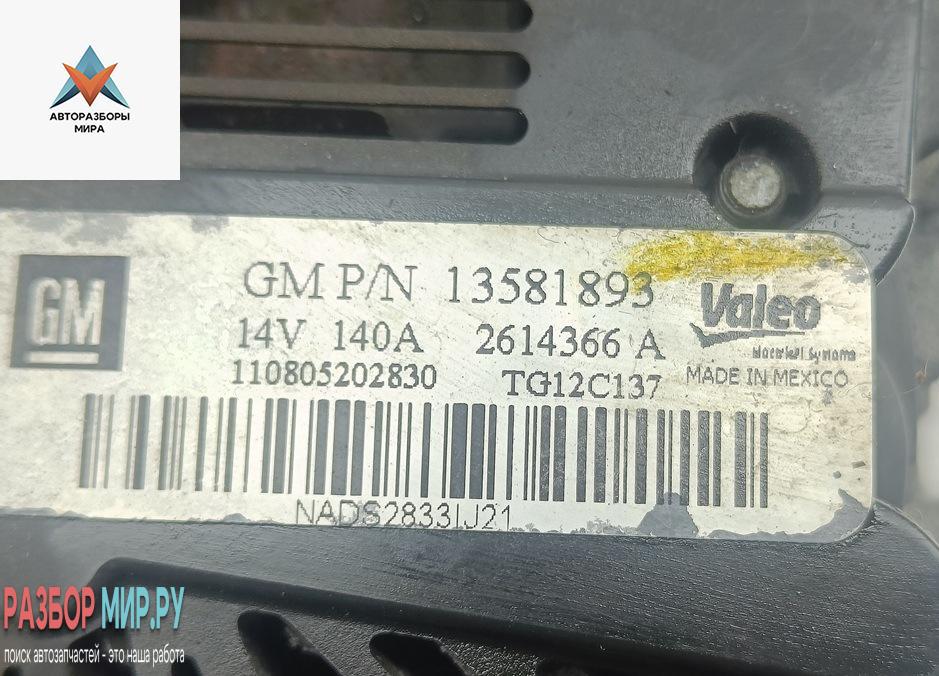 АВТОРАЗБОРЫ
МИРА
GM
GM P/N 13581893
Valeo
14V 140A 2614366 A
110805202830 TG12C137
MADE IN MEXICO
NADS2833IJ21
РАЗБОР МИР.РУ
поиск автозапчастей - это наша работа